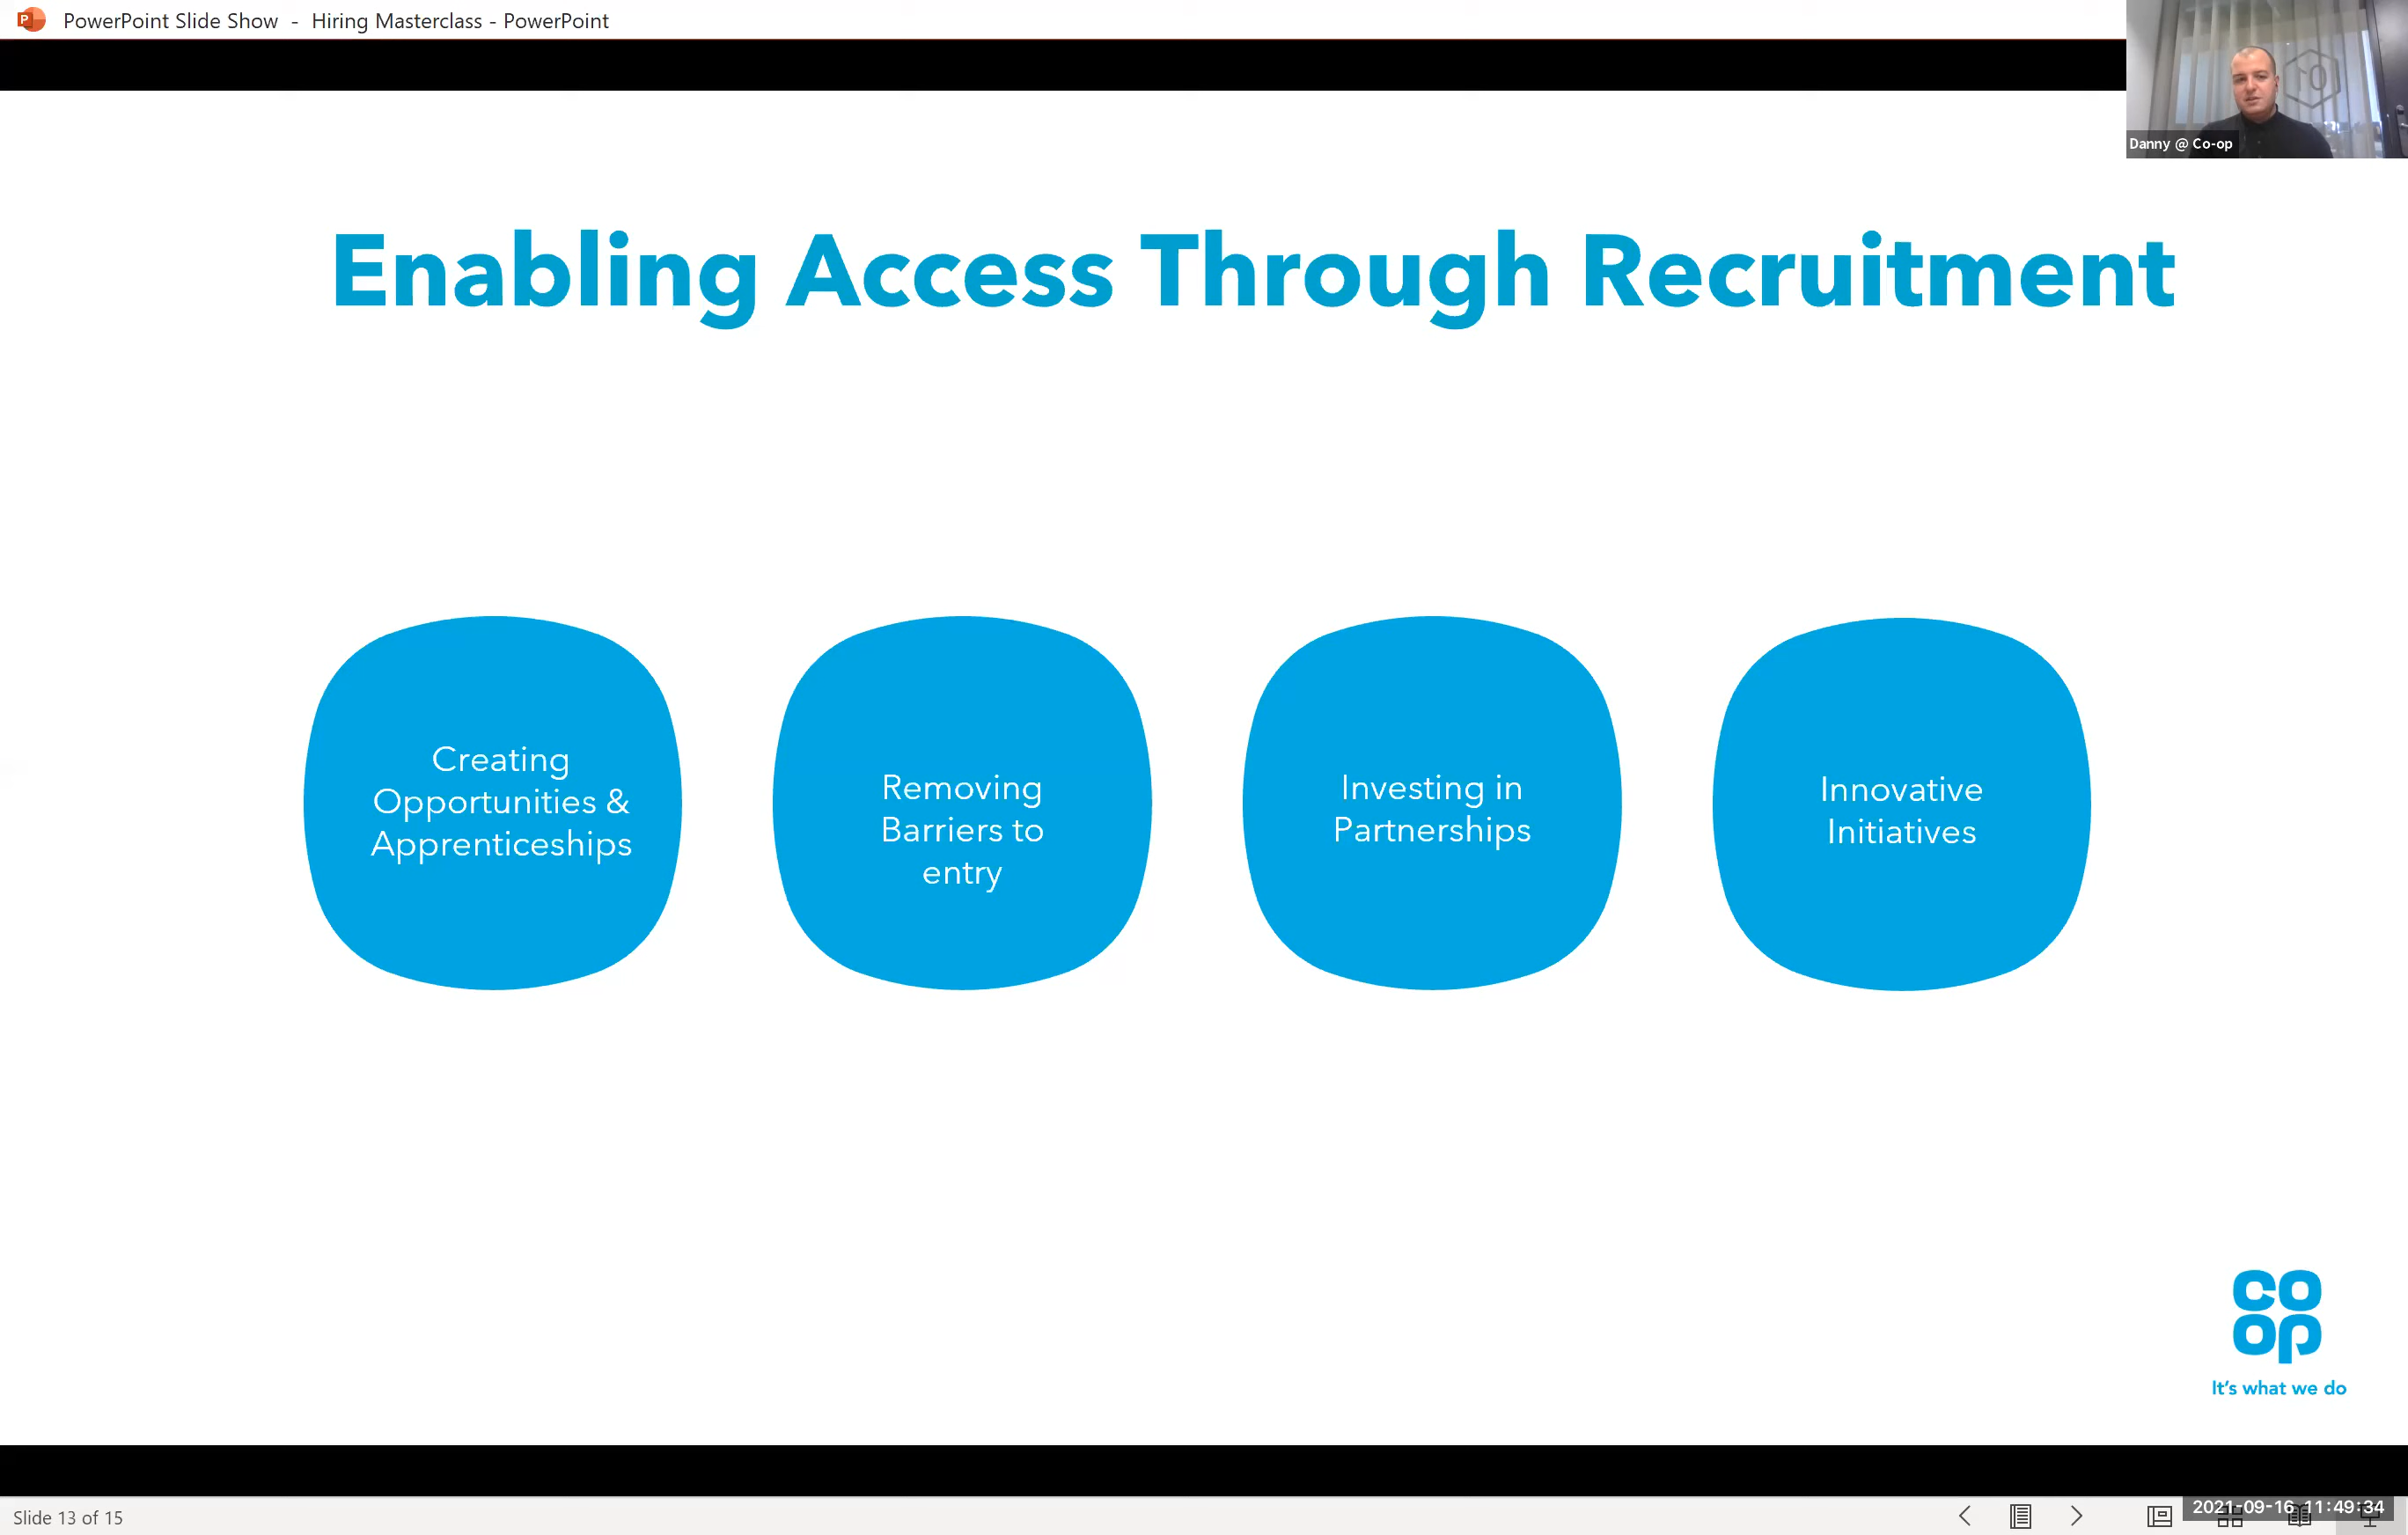 PowerPoint Slide Show - Hiring Masterclass - PowerPoint
Danny @ Co-op
Enabling Access Through Recruitment
Creating
Opportunities &
Apprenticeships
Removing
Barriers to
entry
Investing in
Partnerships
Innovative
Initiatives
co
op
It's what we do
Slide 13 of 15
2021-09-16 11:49:34